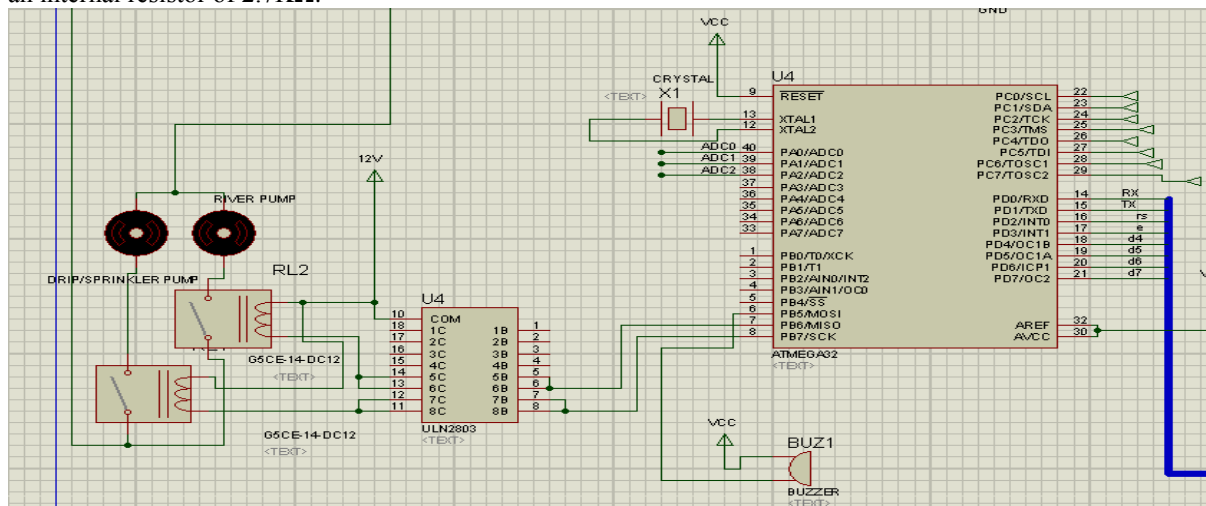 an internal resistor of 2.7KΩ.
GND
VCC
U4
CRYSTAL
X1
<TEXT>
9 RESET
13 XTAL1
12 XTAL2
ADC0 40 PA0/ADC0
ADC1 39 PA1/ADC1
ADC2 38 PA2/ADC2
37 PA3/ADC3
36 PA4/ADC4
35 PA5/ADC5
34 PA6/ADC6
33 PA7/ADC7
1 PB0/T0/XCK
2 PB1/T1
3 PB2/AIN0/INT2
4 PB3/AIN1/OC0
5 PB4/SS
6 PB5/MOSI
7 PB6/MISO
8 PB7/SCK
PC0/SCL 22
PC1/SDA 23
PC2/TCK 24
PC3/TMS 25
PC4/TDO 26
PC5/TDI 27
PC6/TOSC1 28
PC7/TOSC2 29
PD0/RXD 14 RX
PD1/TXD 15 TX
PD2/INT0 16 rs
PD3/INT1 17 e
PD4/OC1B 18 d4
PD5/OC1A 19 d5
PD6/ICP1 20 d6
PD7/OC2 21 d7
AREF 32
AVCC 30
ATMEGA32
<TEXT>
12V
RIVER PUMP
DRIP/SPRINKLER PUMP
RL2
G5CE-14-DC12
<TEXT>
G5CE-14-DC12
<TEXT>
U4
10 COM
18 1C 1B 1
17 2C 2B 2
16 3C 3B 3
15 4C 4B 4
14 5C 5B 5
13 6C 6B 6
12 7C 7B 7
11 8C 8B 8
ULN2803
<TEXT>
VCC
BUZ1
BUZZER
<TEXT>